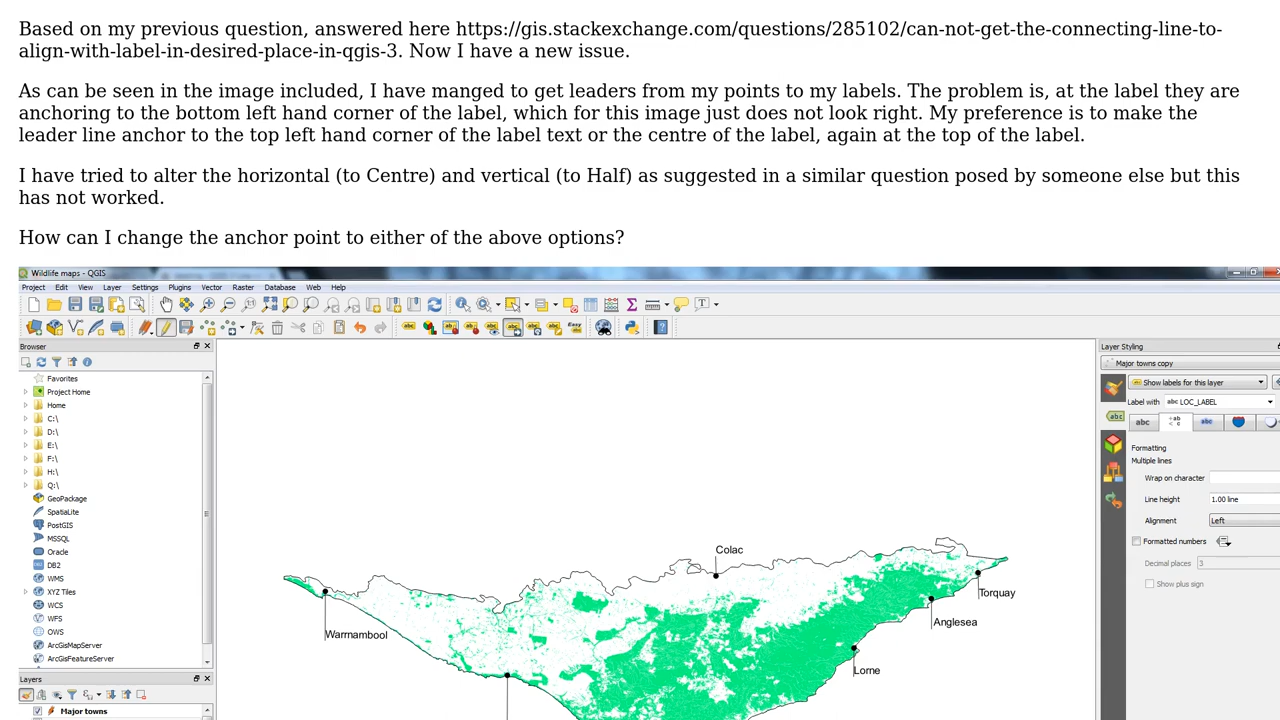 Based on my previous question, answered here https://gis.stackexchange.com/questions/285102/can-not-get-the-connecting-line-to-
align-with-label-in-desired-place-in-qgis-3. Now I have a new issue.
As can be seen in the image included, I have manged to get leaders from my points to my labels. The problem is, at the label they are
anchoring to the bottom left hand corner of the label, which for this image just does not look right. My preference is to make the
leader line anchor to the top left hand corner of the label text or the centre of the label, again at the top of the label.
I have tried to alter the horizontal (to Centre) and vertical (to Half) as suggested in a similar question posed by someone else but this
has not worked.
How can I change the anchor point to either of the above options?
Wildlife maps - QGIS
Project Edit View Layer Settings Plugins Vector Raster Database Web Help
Browser
Favorites
Project Home
Home
C:\
D:\
E:\
F:\
H:\
Q:\
GeoPackage
SpatiaLite
PostGIS
MSSQL
Oracle
DB2
WMS
XYZ Tiles
WCS
WFS
OWS
ArcGisMapServer
ArcGisFeatureServer
Layers
Major towns
Colac
Torquay
Anglesea
Warrnambool
Lorne
Layer Styling
Major towns copy
Show labels for this layer
Label with abc LOC_LABEL
Formatting
Multiple lines
Wrap on character
Line height 1.00 line
Alignment Left
Formatted numbers
Decimal places 3
Show plus sign